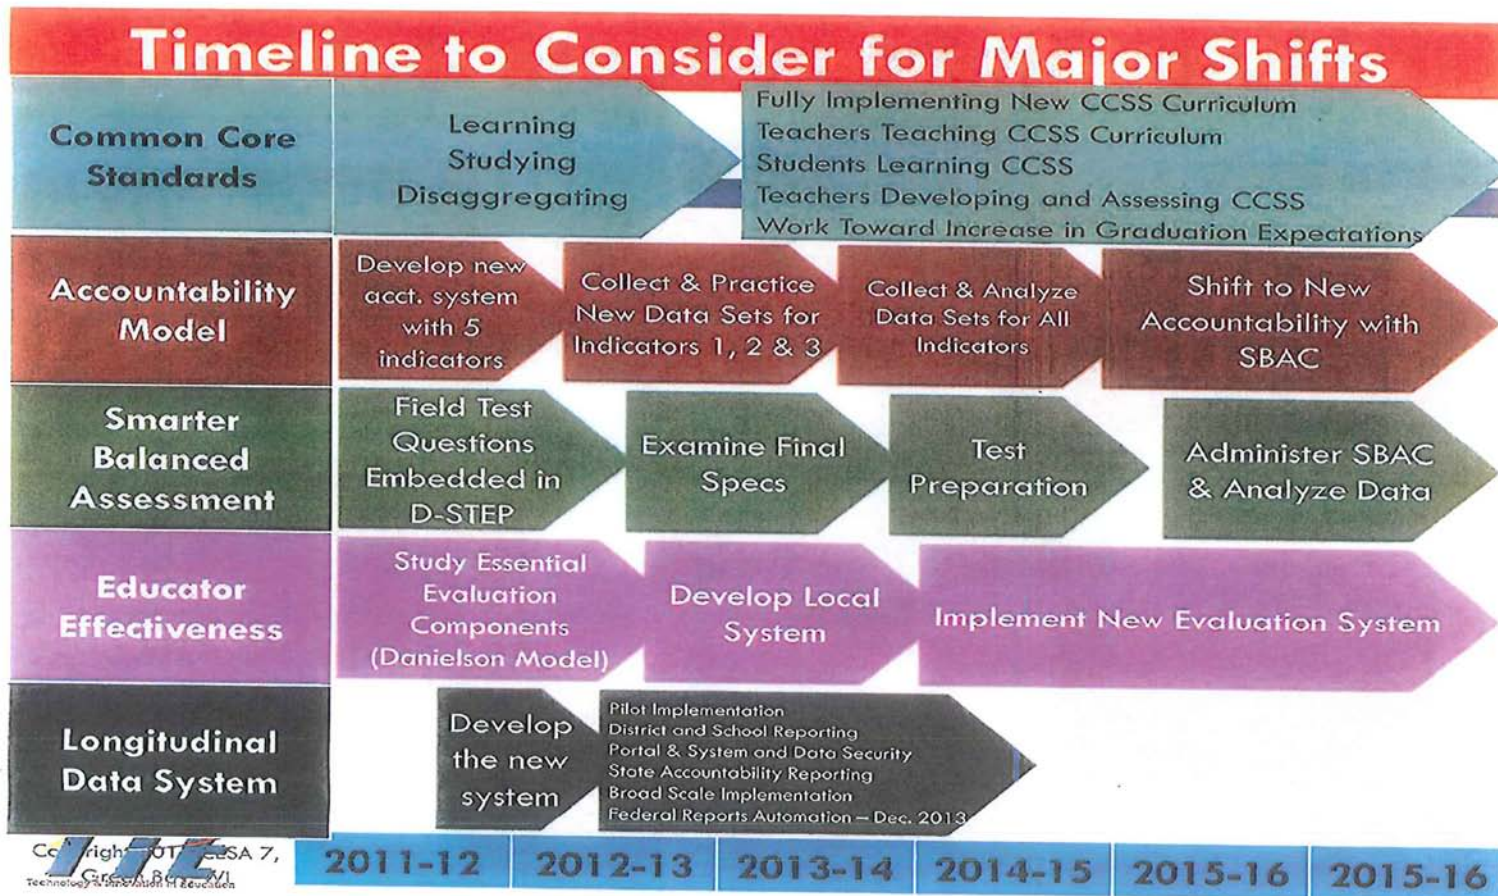 Timeline to Consider for Major Shifts
Common Core
Standards
Learning
Studying
Disaggregating
Fully Implementing New CCSS Curriculum
Teachers Teaching CCSS Curriculum
Students Learning CCSS
Teachers Developing and Assessing CCSS
Work Toward Increase in Graduation Expectations
Accountability
Model
Develop new
acct. system
with 5
indicators
Collect & Practice
New Data Sets for
Indicators 1, 2 & 3
Collect & Analyze
Data Sets for All
Indicators
Shift to New
Accountability with
SBAC
Smarter
Balanced
Assessment
Field Test
Questions
Embedded in
D-STEP
Examine Final
Specs
Test
Preparation
Administer SBAC
& Analyze Data
Educator
Effectiveness
Study Essential
Evaluation
Components
(Danielson Model)
Develop Local
System
Implement New Evaluation System
Longitudinal
Data System
Develop
the new
system
Pilot Implementation
District and School Reporting
Portal & System and Data Security
State Accountability Reporting
Broad Scale Implementation
Federal Reports Automation – Dec. 2013
7,
TIE
Technology & Innovation in Education
2011-12
2012-13
2013-14
2014-15
2015-16
2015-16